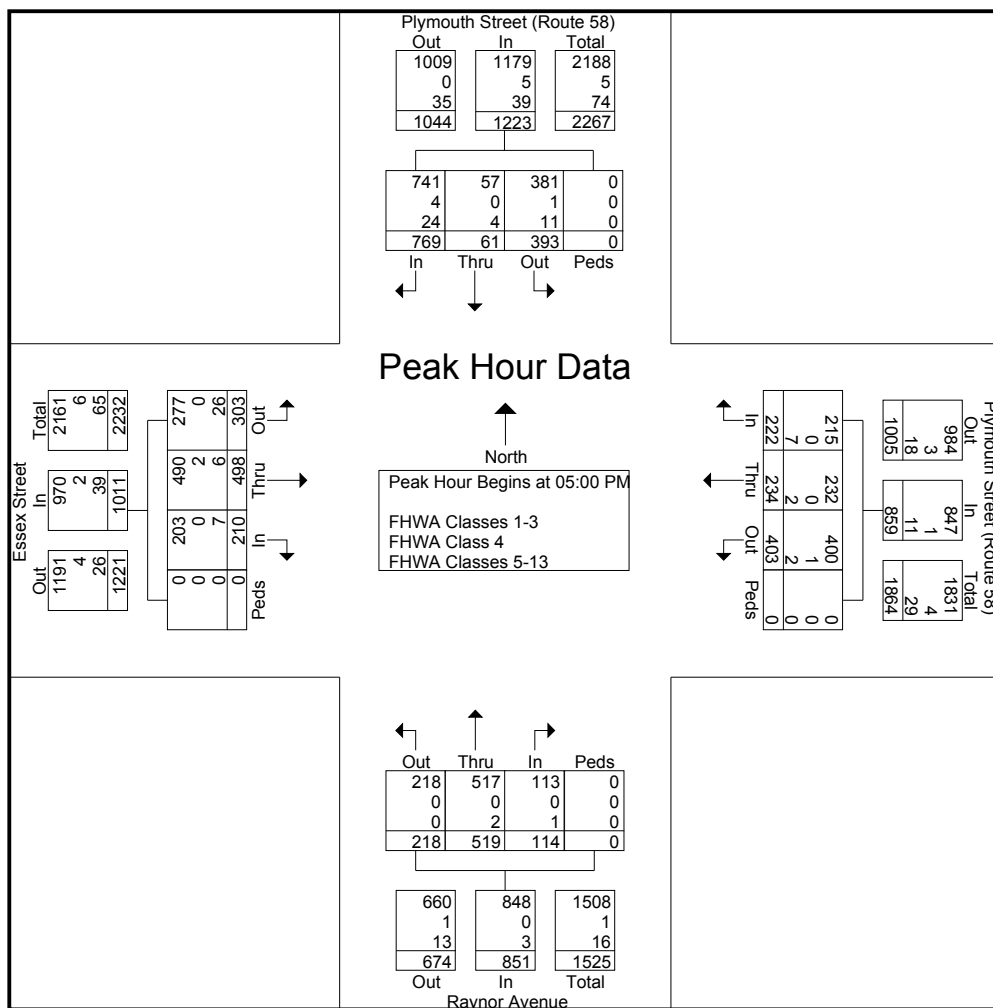 Plymouth Street (Route 58)
Out In Total
1009 1179 2188
0 5 5
35 39 74
1044 1223 2267
741 57 381 0
4 0 1 0
24 4 11 0
769 61 393 0
In Thru Out Peds
Peak Hour Data
North
Peak Hour Begins at 05:00 PM
FHWA Classes 1-3
FHWA Class 4
FHWA Classes 5-13
Essex Street
Out In Total
1191 970 2161
4 2 6
26 39 65
1221 1011 2232
277 0 26 303 Out
490 2 6 498 Thru
203 0 7 210 In
0 0 0 0 Peds
Plymouth Street (Route 58)
Out In Total
984 847 1831
3 1 4
18 11 29
1005 859 1864
215 232 400 0
0 0 1 0
7 2 2 0
222 234 403 0
In Thru Out Peds
Out Thru In Peds
218 517 113 0
0 0 0 0
0 2 1 0
218 519 114 0
660 848 1508
1 0 1
13 3 16
674 851 1525
Out In Total
Raynor Avenue